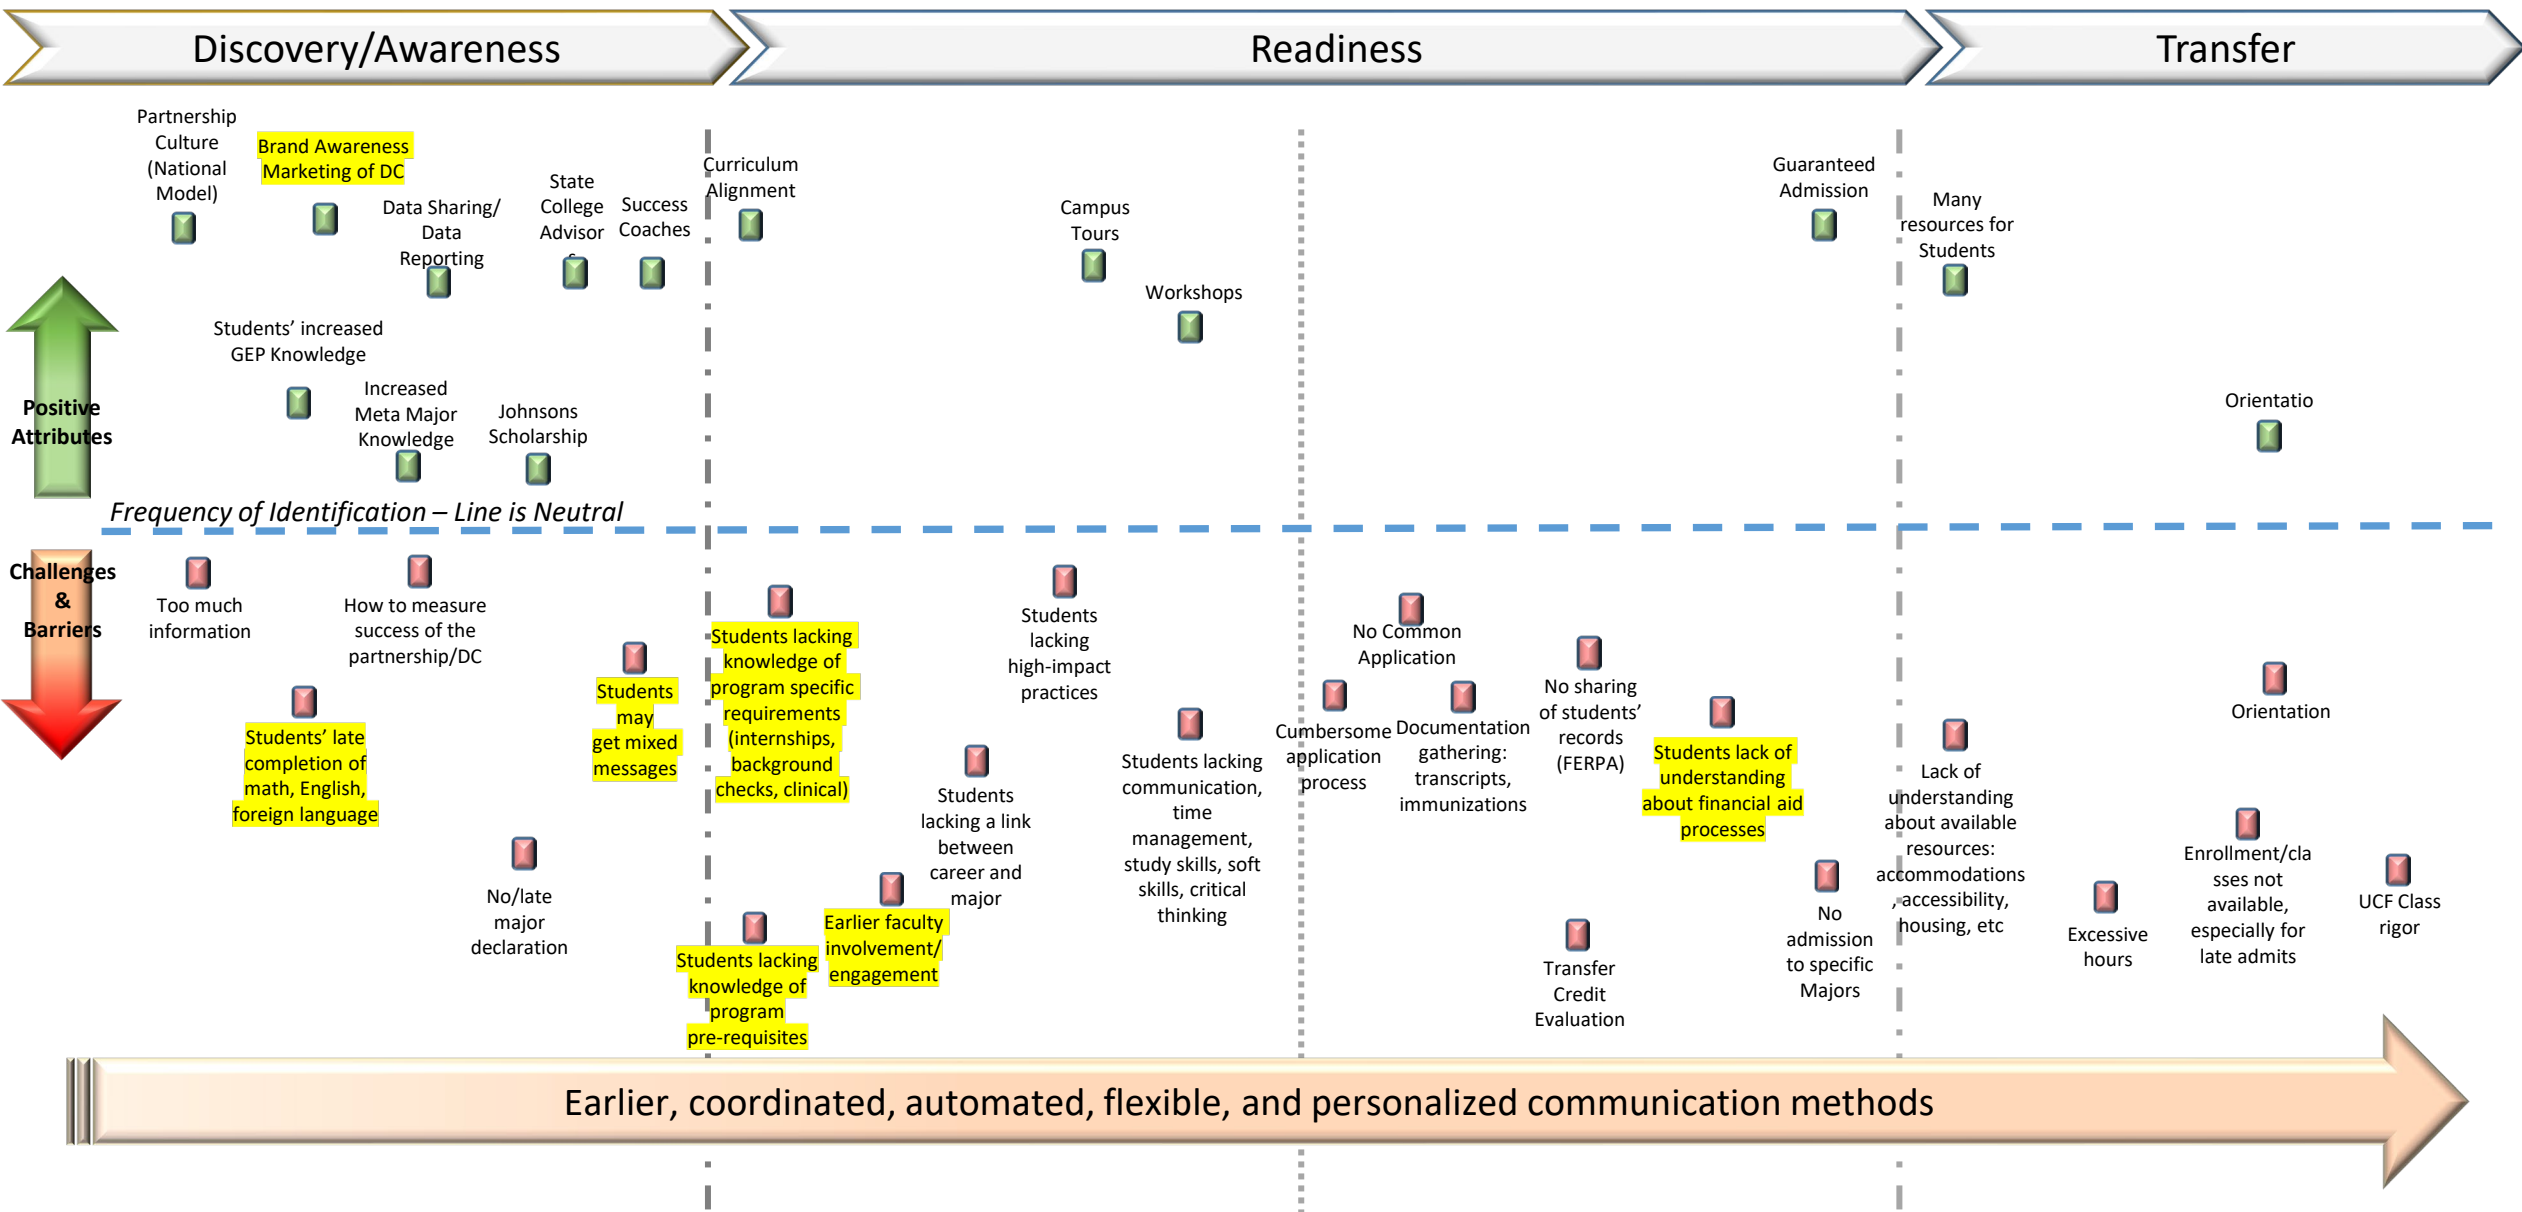 Discovery/Awareness
Readiness
Transfer
Partnership
Culture
(National
Model)
Brand Awareness
Marketing of DC
Data Sharing/
Data
Reporting
State
College
Advisor
s
Success
Coaches
Curriculum
Alignment
Campus
Tours
Workshops
Guaranteed
Admission
Many
resources for
Students
Students’ increased
GEP Knowledge
Increased
Meta Major
Knowledge
Johnsons
Scholarship
Orientatio
Positive
Attributes
Frequency of Identification – Line is Neutral
Challenges
&
Barriers
Too much
information
How to measure
success of the
partnership/DC
Students’ late
completion of
math, English,
foreign language
Students
may
get mixed
messages
No/late
major
declaration
Students lacking
knowledge of
program specific
requirements
(internships,
background
checks, clinical)
Students lacking
knowledge of
program
pre-requisites
Earlier faculty
involvement/
engagement
Students
lacking a link
between
career and
major
Students
lacking
high-impact
practices
Students lacking
communication,
time
management,
study skills, soft
skills, critical
thinking
Cumbersome
application
process
No Common
Application
Documentation
gathering:
transcripts,
immunizations
No sharing
of students’
records
(FERPA)
Transfer
Credit
Evaluation
Students lack of
understanding
about financial aid
processes
No
admission
to specific
Majors
Lack of
understanding
about available
resources:
accommodations
, accessibility,
housing, etc
Excessive
hours
Orientation
Enrollment/cla
sses not
available,
especially for
late admits
UCF Class
rigor
Earlier, coordinated, automated, flexible, and personalized communication methods